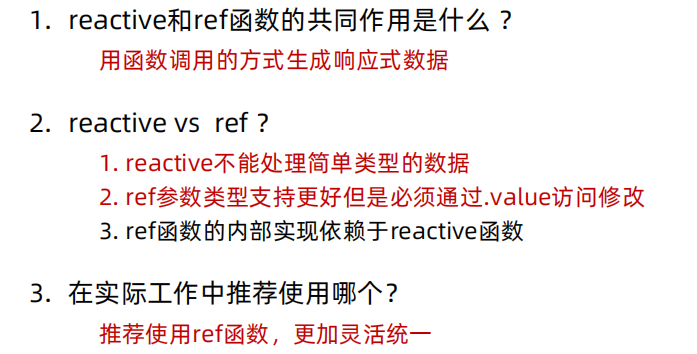 1. reactive和ref函数的共同作用是什么？
用函数调用的方式生成响应式数据
2. reactive vs ref？
1. reactive不能处理简单类型的数据
2. ref参数类型支持更好但是必须通过.value访问修改
3. ref函数的内部实现依赖于reactive函数
3. 在实际工作中推荐使用哪个？
推荐使用ref函数，更加灵活统一